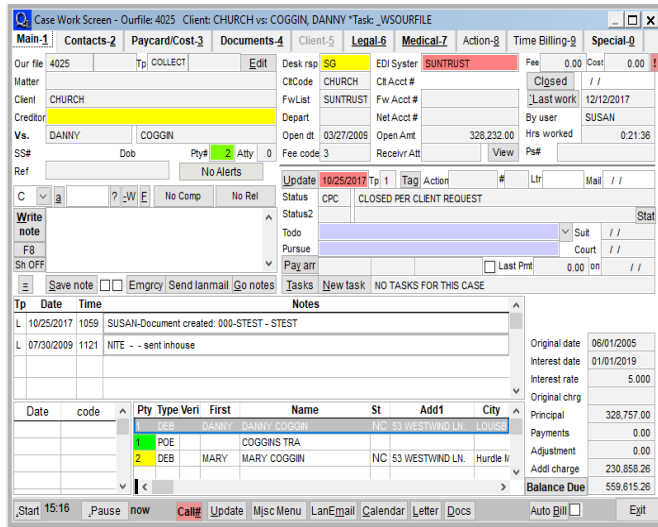 Case Work Screen - Ourfile: 4025 Client: CHURCH vs: COGGIN, DANNY *Task: _WSOURFILE
Main-1 Contacts-2 Paycard/Cost-3 Documents-4 Client-5 Legal-6 Medical-7 Action-8 Time Billing-9 Special-0
Our file 4025 Tp COLLECT Edit Desk rsp SG EDI Syster SUNTRUST Fee 0.00 Cost 0.00 !
Matter CltCode CHURCH Clt Acct # Closed / /
Client CHURCH FwList SUNTRUST Fw Acct # 'Last work 12/12/2017
Creditor Depart Net Acct # By user SUSAN
Vs. DANNY COGGIN Open dt 03/27/2009 Open Amt 328,232.00 Hrs worked 0:21:36
SS# Dob Pty# 2 Atty 0 Fee code 3 Receivr Att View Ps#
Ref No Alerts
Update 10/25/2017 Tp 1 Tag Action # Ltr Mail / /
C a ? -W E No Comp No Rel Status CPC CLOSED PER CLIENT REQUEST
Write note Status2 Stat
F8 Todo Suit / /
Sh OFF Pursue Court / /
Pay arr Last Pmt 0.00 on / /
= Save note Emgrcy Send lanmail Go notes Tasks New task NO TASKS FOR THIS CASE
Tp Date Time Notes
L 10/25/2017 1059 SUSAN-Document created: 000-STEST - STEST
L 07/30/2009 1121 NITE - - sent inhouse
Original date 06/01/2005
Interest date 01/01/2019
Interest rate 5.000
Original chrg
Principal 328,757.00
Payments 0.00
Adjustment 0.00
Addl charge 230,858.26
Balance Due 559,615.26
Date code Pty Type Veri First Name St Add1 City
1 DEB DANNY DANNY COGGIN NC 53 WESTWIND LN. LOUISB
1 POE COGGINS TRA
2 DEB MARY MARY COGGIIN NC 53 WESTWIND LN. Hurdle M
.Start 15:16 .Pause now Call# Update Misc Menu LanEmail Calendar Letter Docs Auto Bill Exit